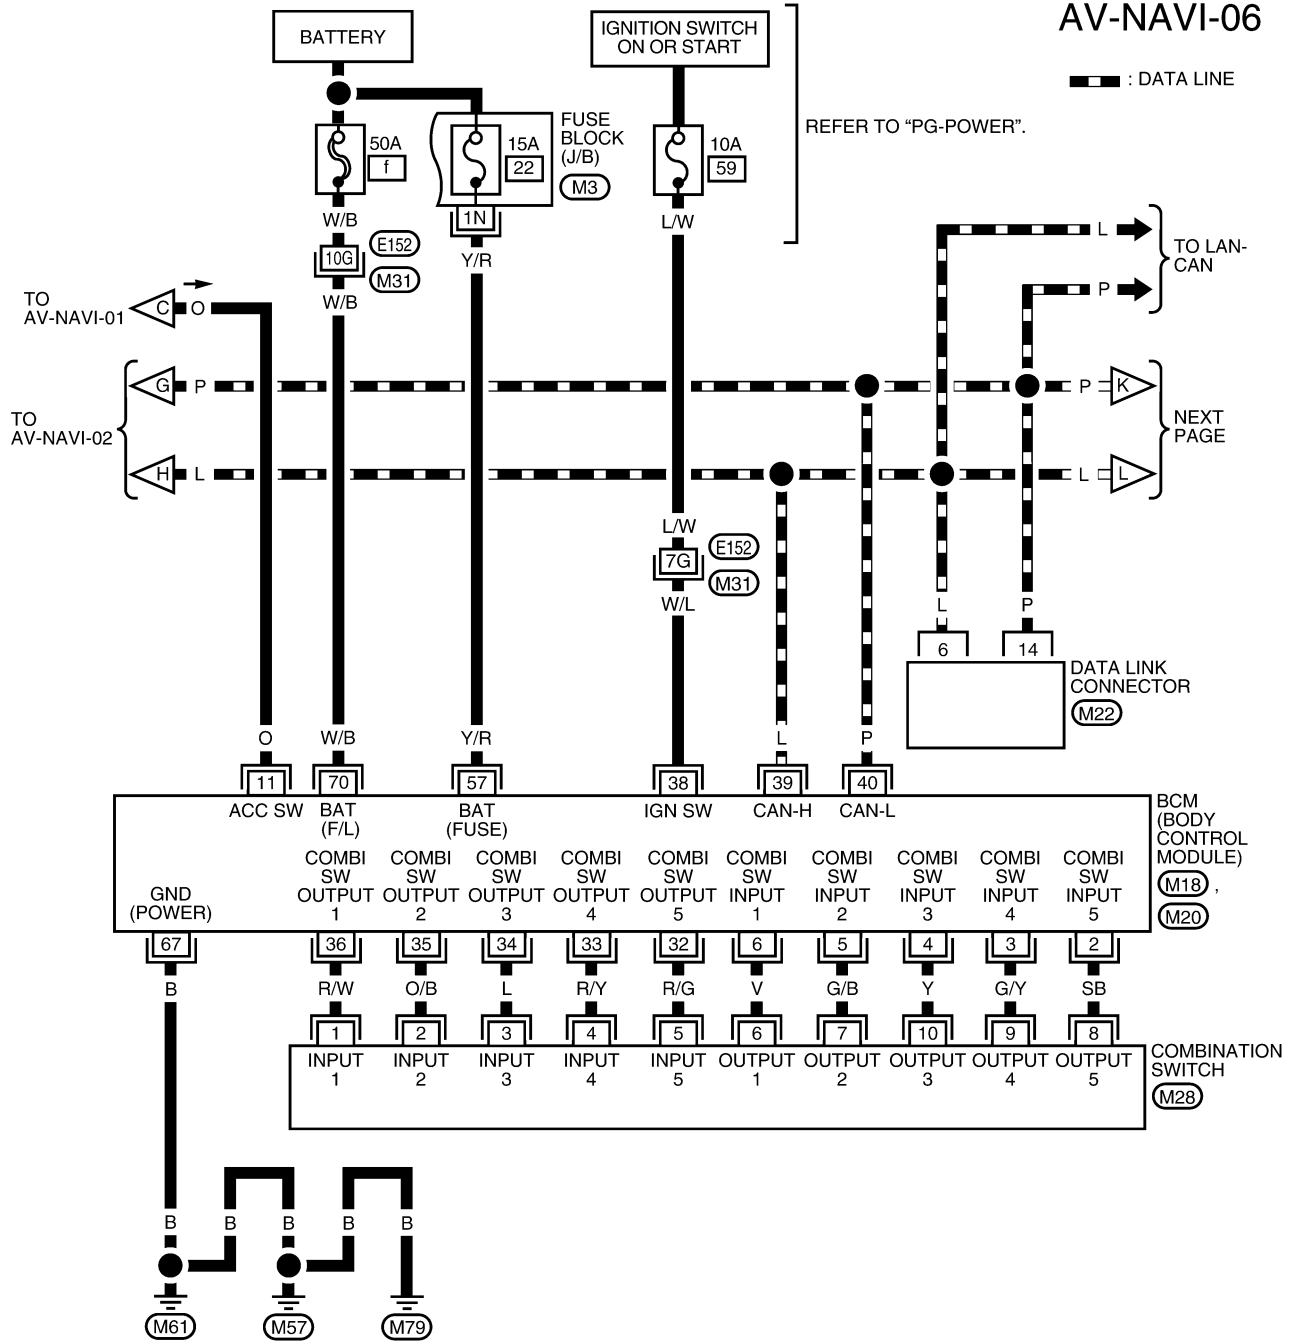 AV-NAVI-06
BATTERY
IGNITION SWITCH
ON OR START
: DATA LINE
REFER TO “PG-POWER”.
50A
f
15A
22
FUSE
BLOCK
(J/B)
M3
10A
59
W/B
1N
L/W
10G
E152
M31
Y/R
W/B
L
P
TO LAN-
CAN
TO
AV-NAVI-01
C
O
G
P
P
K
TO
AV-NAVI-02
NEXT
PAGE
H
L
L
L
L/W
7G
E152
M31
W/L
L
P
6
14
DATA LINK
CONNECTOR
M22
O
W/B
Y/R
L
P
11
70
57
38
39
40
ACC SW
BAT
(F/L)
BAT
(FUSE)
IGN SW
CAN-H
CAN-L
BCM
(BODY
CONTROL
MODULE)
M18 ,
M20
GND
(POWER)
COMBI
SW
OUTPUT
1
COMBI
SW
OUTPUT
2
COMBI
SW
OUTPUT
3
COMBI
SW
OUTPUT
4
COMBI
SW
OUTPUT
5
COMBI
SW
INPUT
1
COMBI
SW
INPUT
2
COMBI
SW
INPUT
3
COMBI
SW
INPUT
4
COMBI
SW
INPUT
5
67
36
35
34
33
32
6
5
4
3
2
B
R/W
O/B
L
R/Y
R/G
V
G/B
Y
G/Y
SB
1
2
3
4
5
6
7
10
9
8
INPUT
1
INPUT
2
INPUT
3
INPUT
4
INPUT
5
OUTPUT
1
OUTPUT
2
OUTPUT
3
OUTPUT
4
OUTPUT
5
COMBINATION
SWITCH
M28
B
B
B
B
B
M61
M57
M79